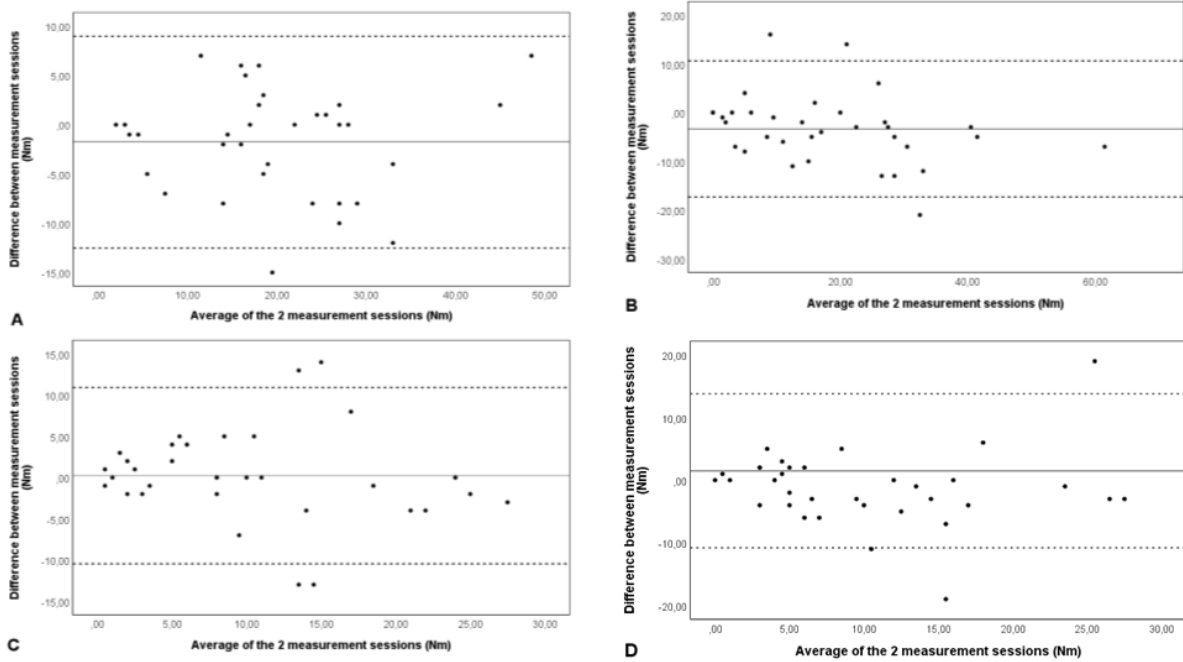 Difference between measurement sessions
(Nm)
10,00
5,00
,00
-5,00
-10,00
-15,00
,00 10,00 20,00 30,00 40,00 50,00
Average of the 2 measurement sessions (Nm)
A
Difference between measurement sessions
(Nm)
20,00
10,00
,00
-10,00
-20,00
-30,00
,00 20,00 40,00 60,00
Average of the 2 measurement sessions (Nm)
B
Difference between measurement sessions
(Nm)
15,00
10,00
5,00
,00
-5,00
-10,00
-15,00
,00 5,00 10,00 15,00 20,00 25,00 30,00
Average of the 2 measurement sessions (Nm)
C
Difference between measurement sessions
(Nm)
20,00
10,00
,00
-10,00
-20,00
,00 5,00 10,00 15,00 20,00 25,00 30,00
Average of the 2 measurement sessions (Nm)
D